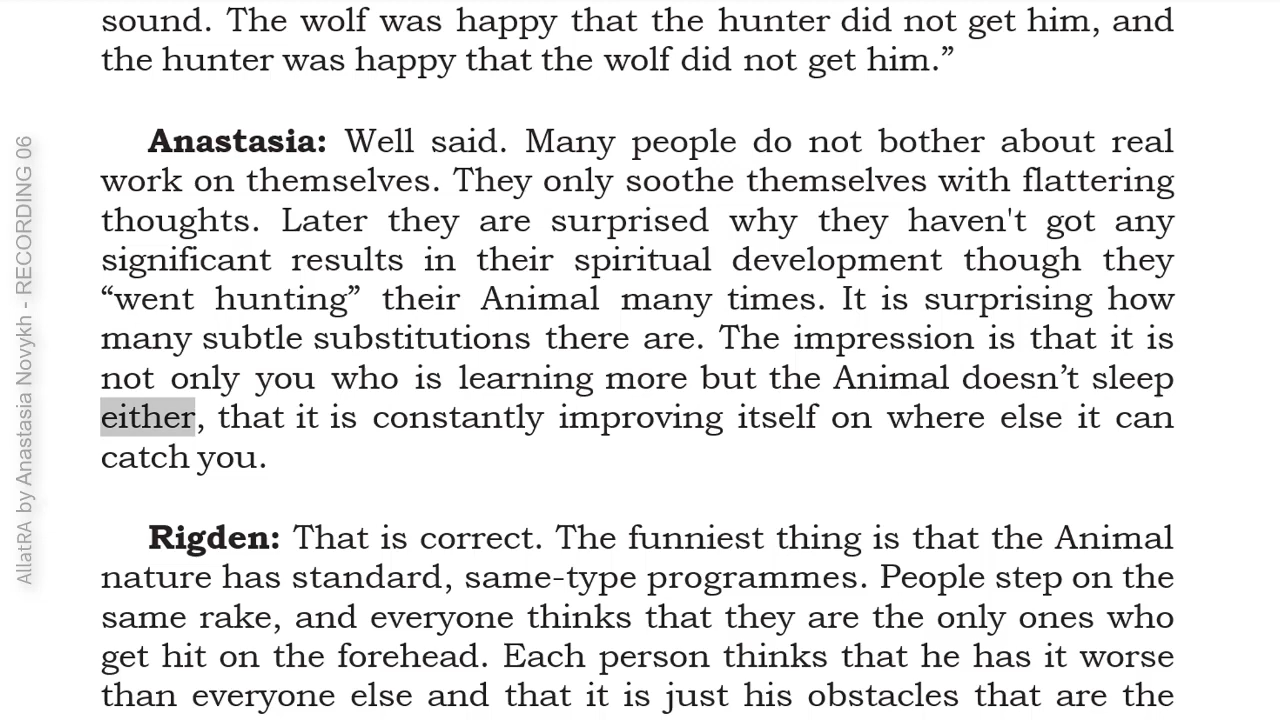 sound. The wolf was happy that the hunter did not get him, and
the hunter was happy that the wolf did not get him.”
Anastasia: Well said. Many people do not bother about real
work on themselves. They only soothe themselves with flattering
thoughts. Later they are surprised why they haven't got any
significant results in their spiritual development though they
“went hunting” their Animal many times. It is surprising how
many subtle substitutions there are. The impression is that it is
not only you who is learning more but the Animal doesn’t sleep
either, that it is constantly improving itself on where else it can
catch you.
Rigden: That is correct. The funniest thing is that the Animal
nature has standard, same-type programmes. People step on the
same rake, and everyone thinks that they are the only ones who
get hit on the forehead. Each person thinks that he has it worse
than everyone else and that it is just his obstacles that are the
AllatRA by Anastasia Novykh - RECORDING 06